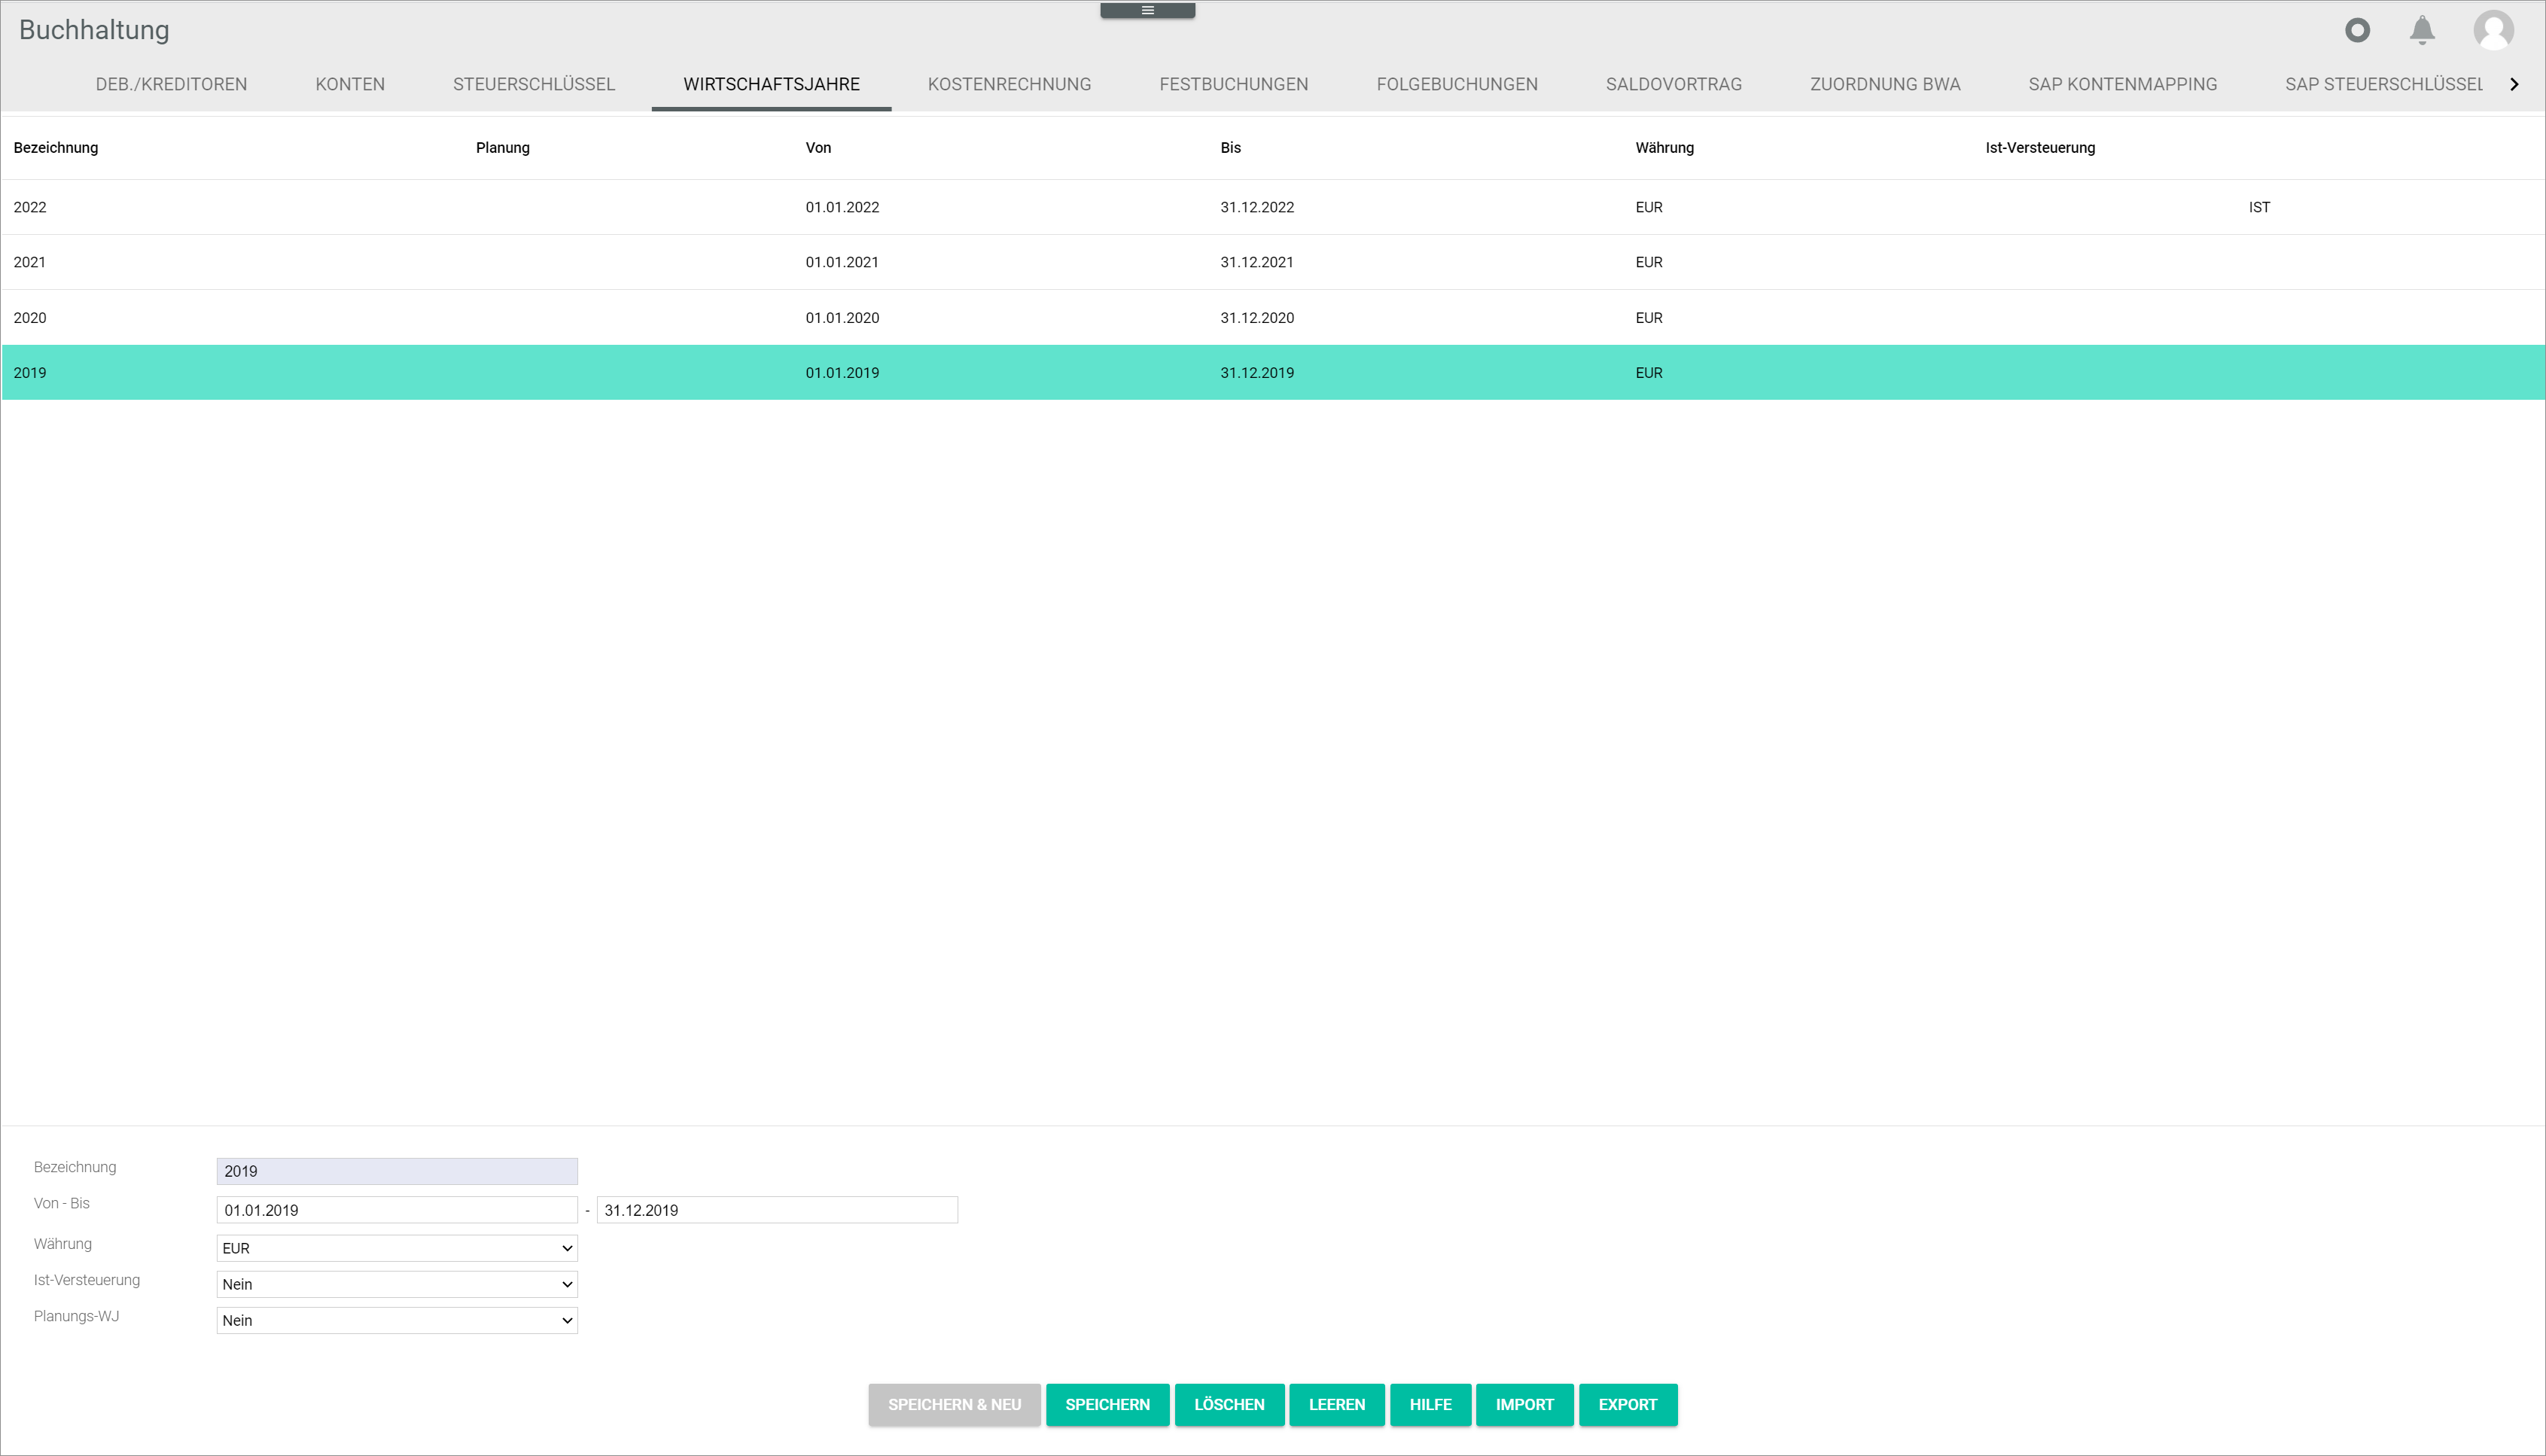 Buchhaltung
DEB./KREDITOREN KONTEN STEUERSCHLÜSSEL WIRTSCHAFTSJAHRE KOSTENRECHNUNG FESTBUCHUNGEN FOLGEBUCHUNGEN SALDOVORTRAG ZUORDNUNG BWA SAP KONTENMAPPING SAP STEUERSCHLÜSSEL
Bezeichnung Planung Von Bis Währung Ist-Versteuerung
2022 01.01.2022 31.12.2022 EUR IST
2021 01.01.2021 31.12.2021 EUR
2020 01.01.2020 31.12.2020 EUR
2019 01.01.2019 31.12.2019 EUR
Bezeichnung 2019
Von - Bis 01.01.2019 - 31.12.2019
Währung EUR
Ist-Versteuerung Nein
Planungs-WJ Nein
SPEICHERN & NEU SPEICHERN LÖSCHEN LEEREN HILFE IMPORT EXPORT